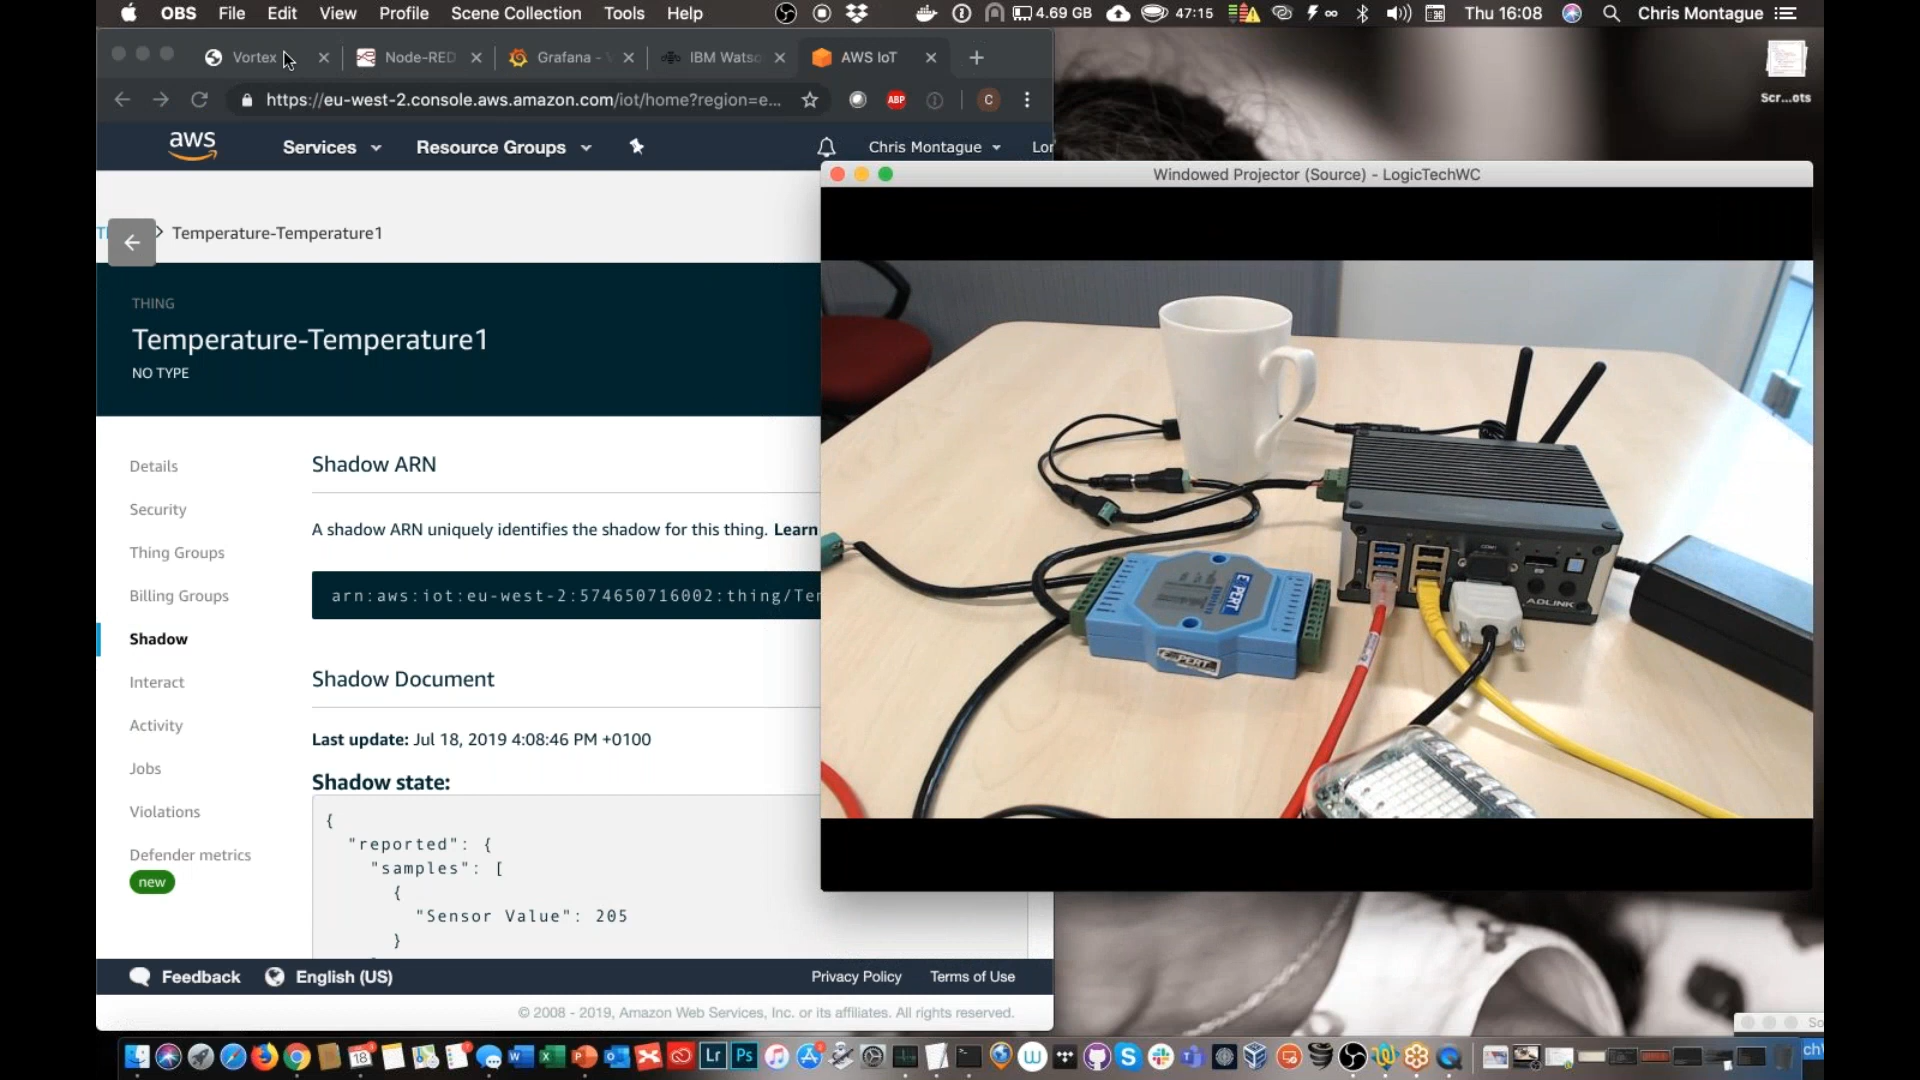 OBS File Edit View Profile Scene Collection Tools Help 4.69 GB 47:15 Thu 16:08 Chris Montague
Vortex Node-RED Grafana - IBM Watso AWS IoT
https://eu-west-2.console.aws.amazon.com/iot/home?region=e... ABP C
aws Services Resource Groups Chris Montague Lor
Scr...ots
Windowed Projector (Source) - LogicTechWC
Temperature-Temperature1
THING
Temperature-Temperature1
NO TYPE
Details
Security
Thing Groups
Billing Groups
Shadow
Interact
Activity
Jobs
Violations
Defender metrics
new
Shadow ARN
A shadow ARN uniquely identifies the shadow for this thing. Learn
arn:aws:iot:eu-west-2:574650716002:thing/Ter
Shadow Document
Last update: Jul 18, 2019 4:08:46 PM +0100
Shadow state:
{
"reported": {
"samples": [
{
"Sensor Value": 205
}
ADLINK
Feedback English (US) Privacy Policy Terms of Use
© 2008 - 2019, Amazon Web Services, Inc. or its affiliates. All rights reserved.
18 Lr Ps